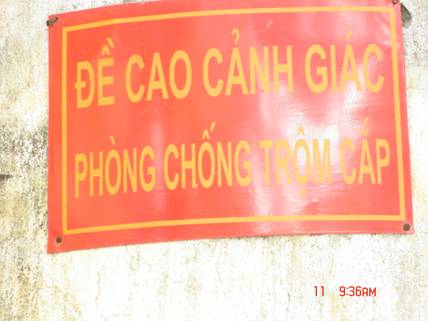 ĐỀ CAO CẢNH GIÁC
PHÒNG CHỐNG TRỘM CẮP
11 9:36AM